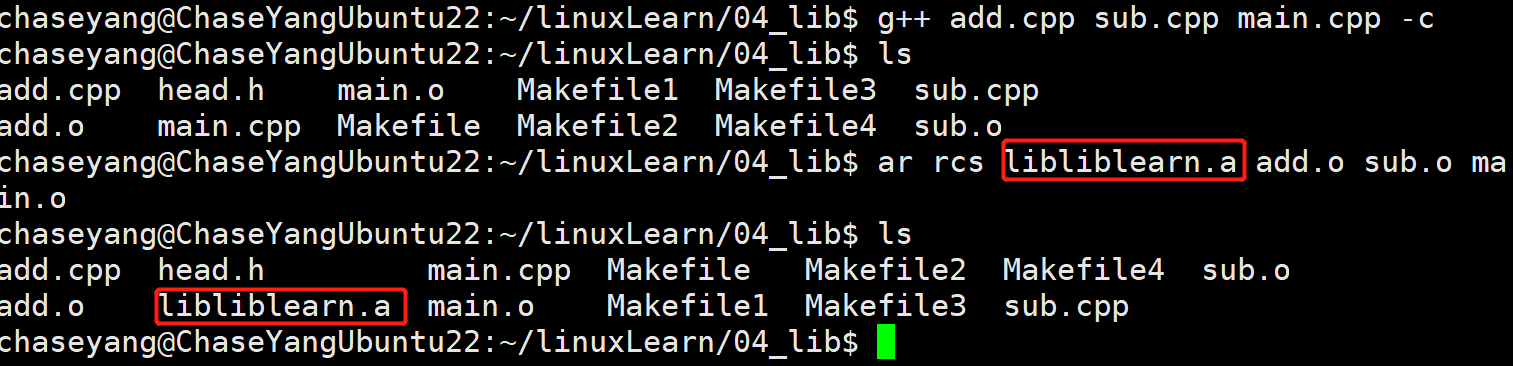 chaseyang@ChaseYangUbuntu22:~/linuxLearn/04_lib$ g++ add.cpp sub.cpp main.cpp -c
chaseyang@ChaseYangUbuntu22:~/linuxLearn/04_lib$ ls
add.cpp  head.h    main.o    Makefile1  Makefile3  sub.cpp
add.o    main.cpp  Makefile  Makefile2  Makefile4  sub.o
chaseyang@ChaseYangUbuntu22:~/linuxLearn/04_lib$ ar rcs libliblearn.a add.o sub.o ma
in.o
chaseyang@ChaseYangUbuntu22:~/linuxLearn/04_lib$ ls
add.cpp  head.h         main.cpp  Makefile   Makefile2  Makefile4  sub.o
add.o    libliblearn.a  main.o    Makefile1  Makefile3  sub.cpp
chaseyang@ChaseYangUbuntu22:~/linuxLearn/04_lib$